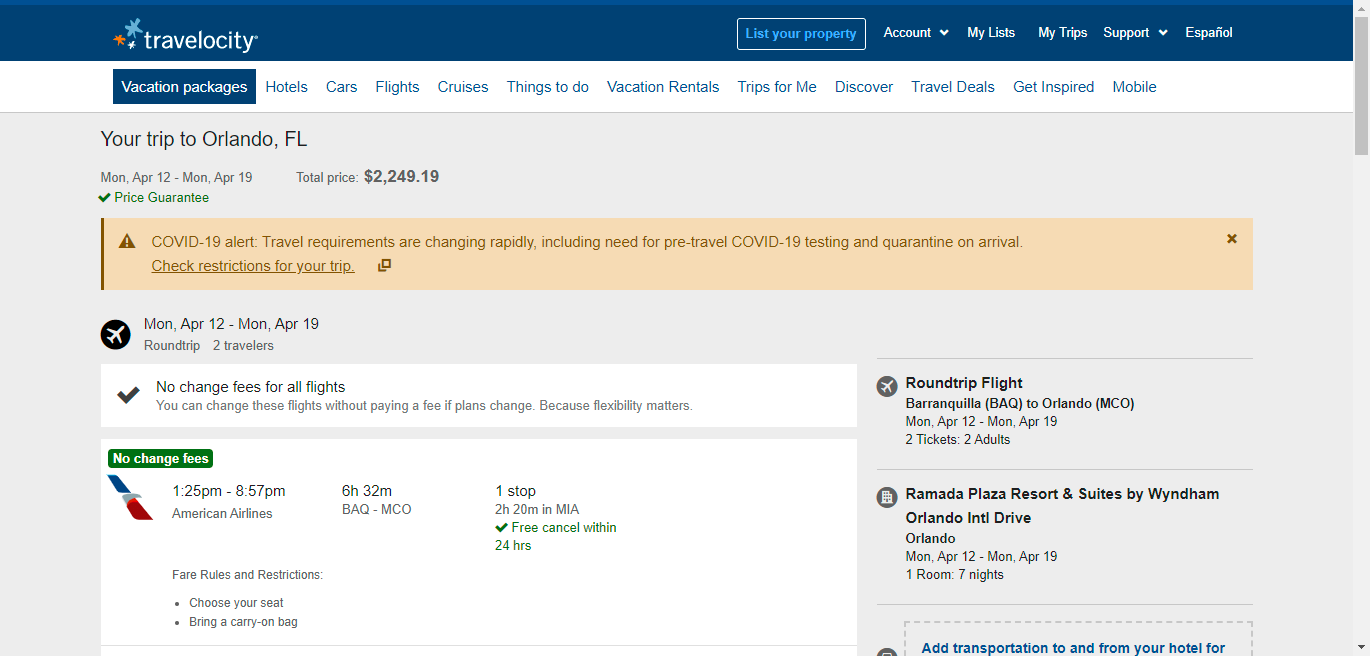 travelocity
List your property
Account
My Lists
My Trips
Support
Español
Vacation packages
Hotels
Cars
Flights
Cruises
Things to do
Vacation Rentals
Trips for Me
Discover
Travel Deals
Get Inspired
Mobile
Your trip to Orlando, FL
Mon, Apr 12 - Mon, Apr 19
Total price: $2,249.19
Price Guarantee
COVID-19 alert: Travel requirements are changing rapidly, including need for pre-travel COVID-19 testing and quarantine on arrival.
Check restrictions for your trip.
Mon, Apr 12 - Mon, Apr 19
Roundtrip 2 travelers
No change fees for all flights
You can change these flights without paying a fee if plans change. Because flexibility matters.
No change fees
1:25pm - 8:57pm
American Airlines
6h 32m
BAQ - MCO
1 stop
2h 20m in MIA
Free cancel within
24 hrs
Fare Rules and Restrictions:
Choose your seat
Bring a carry-on bag
Roundtrip Flight
Barranquilla (BAQ) to Orlando (MCO)
Mon, Apr 12 - Mon, Apr 19
2 Tickets: 2 Adults
Ramada Plaza Resort & Suites by Wyndham
Orlando Intl Drive
Orlando
Mon, Apr 12 - Mon, Apr 19
1 Room: 7 nights
Add transportation to and from your hotel for